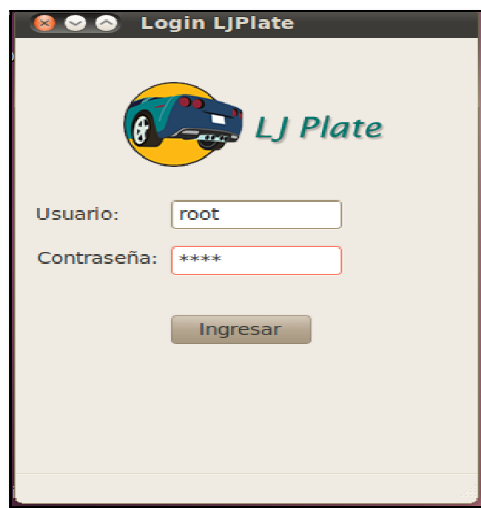 Login LJPlate
LJ Plate
Usuario: root
Contraseña: ****
Ingresar